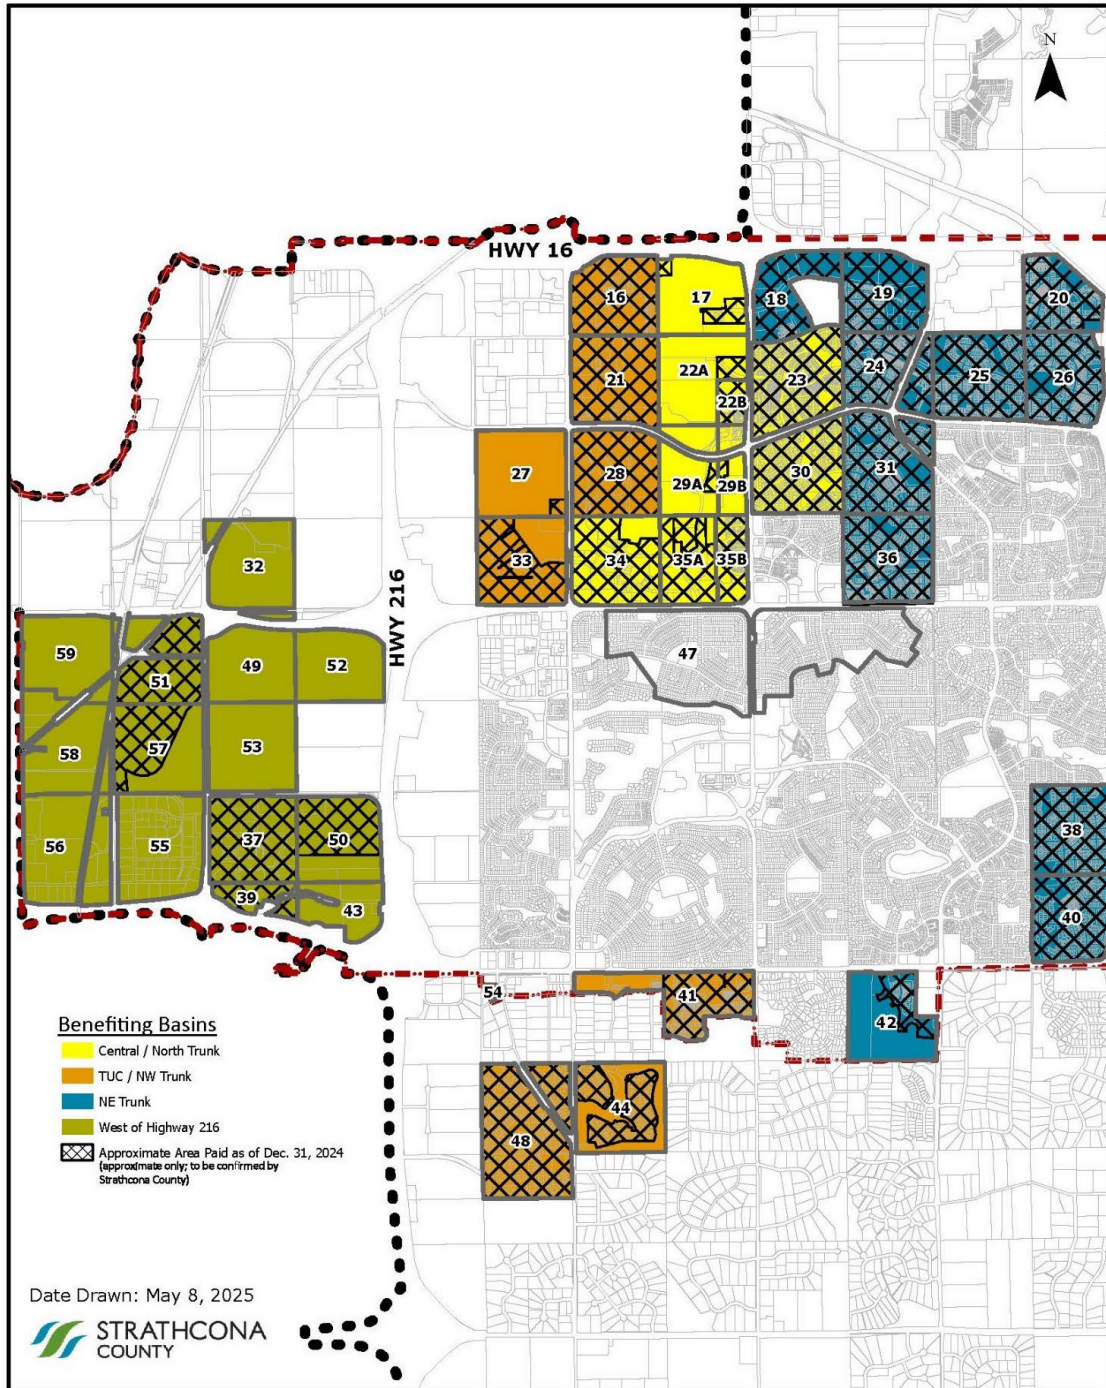 N
HWY 16
16
17
18
19
20
21
22A
22B
23
24
25
26
27
28
29A
29B
30
31
32
33
34
35A
35B
36
HWY 216
47
59
51
49
52
58
57
53
56
55
37
50
39
43
38
40
54
41
42
44
48
Benefiting Basins
Central / North Trunk
TUC / NW Trunk
NE Trunk
West of Highway 216
Approximate Area Paid as of Dec. 31, 2024
(approximate only; to be confirmed by
Strathcona County)
Date Drawn: May 8, 2025
STRATHCONA
COUNTY